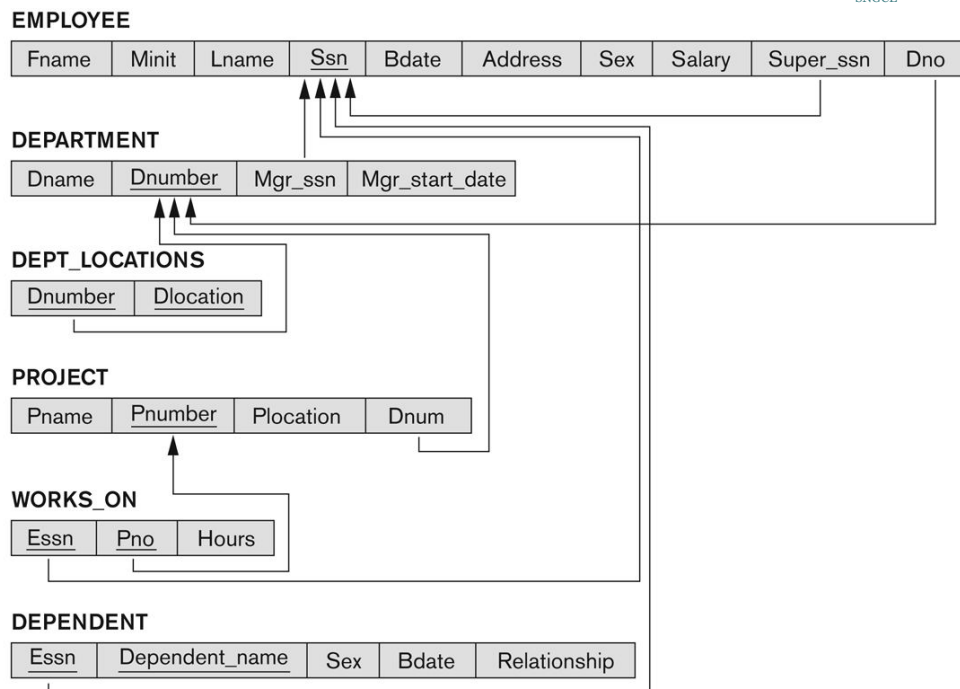 EMPLOYEE
Fname Minit Lname Ssn Bdate Address Sex Salary Super_ssn Dno
DEPARTMENT
Dname Dnumber Mgr_ssn Mgr_start_date
DEPT_LOCATIONS
Dnumber Dlocation
PROJECT
Pname Pnumber Plocation Dnum
WORKS_ON
Essn Pno Hours
DEPENDENT
Essn Dependent_name Sex Bdate Relationship